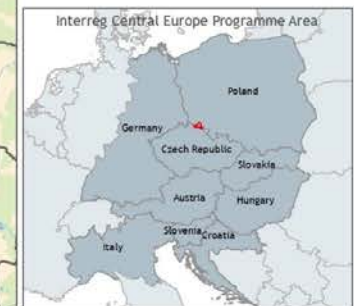 Interreg Central Europe Programme Area
Poland
Germany
Czech Republic
Slovakia
Austria
Hungary
Slovenia
Croatia
Italy